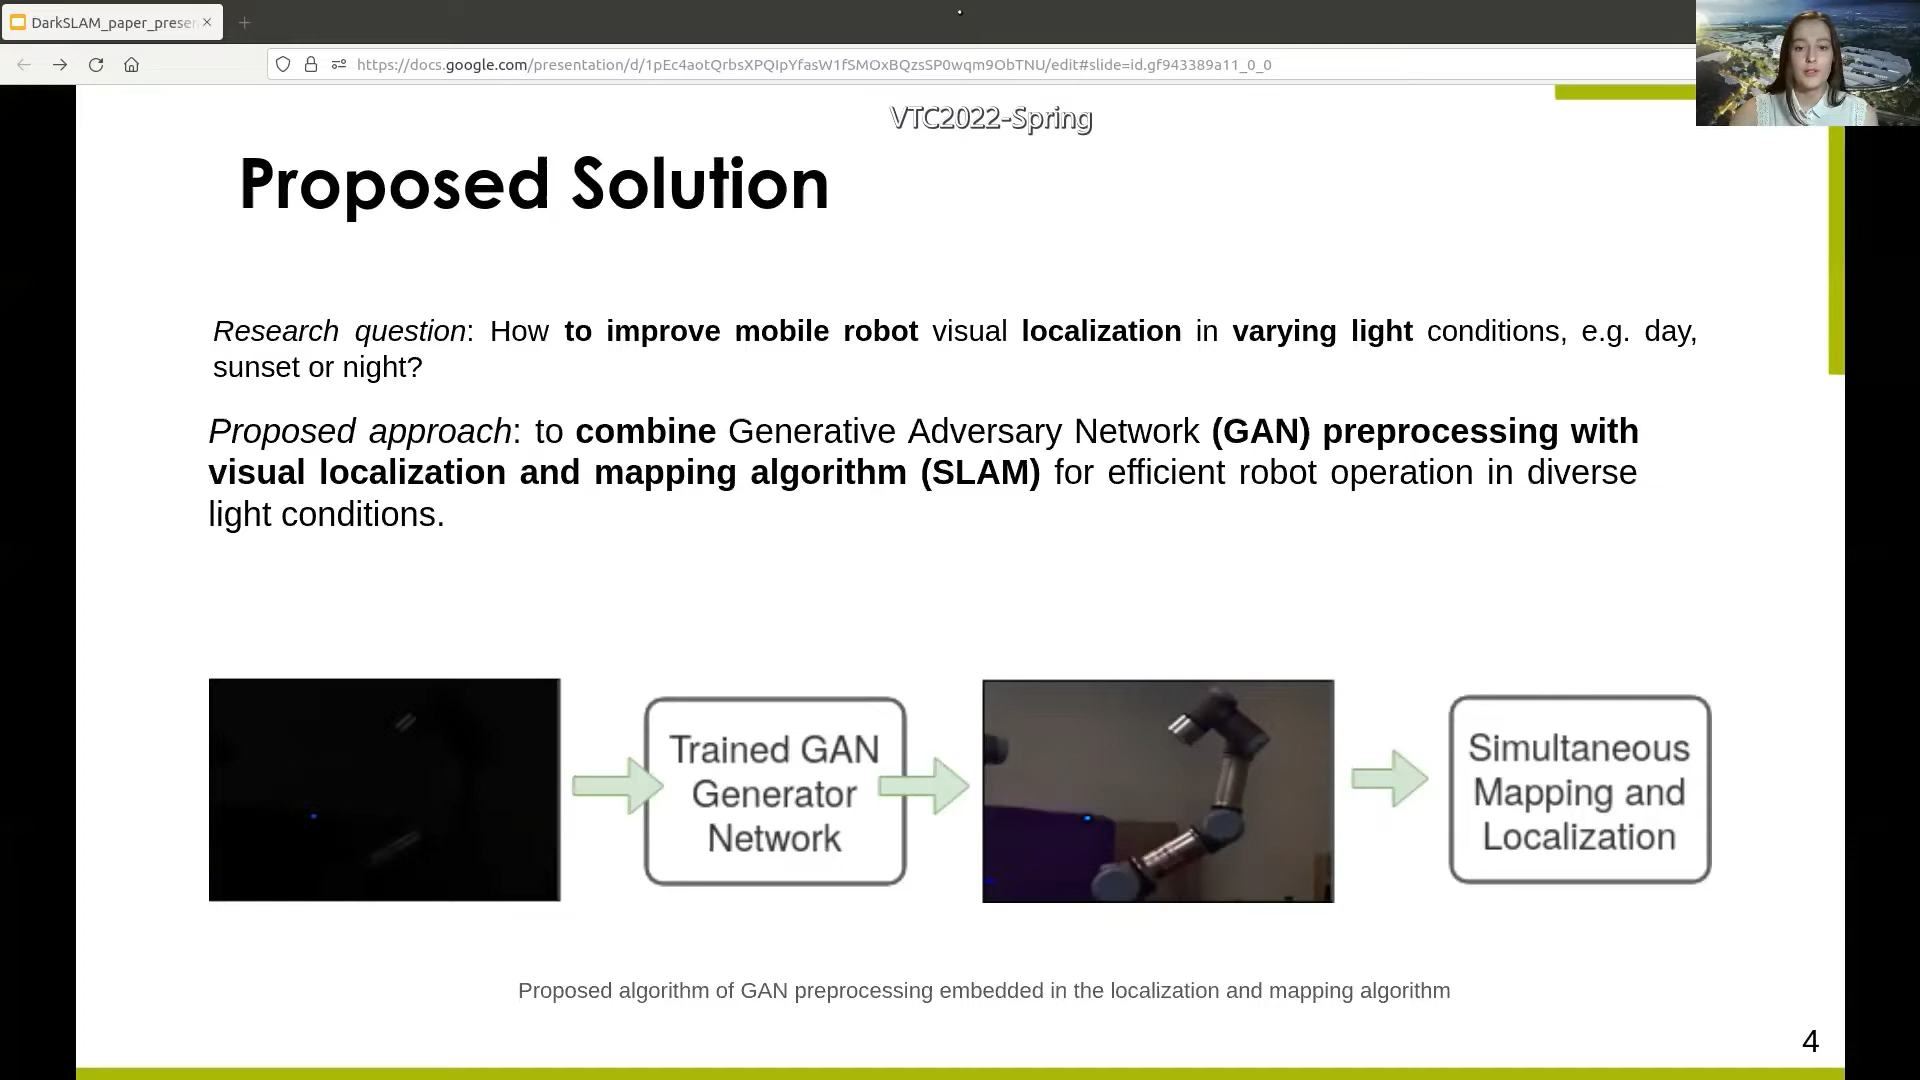 DarkSLAM_paper_presen
https://docs.google.com/presentation/d/1pEc4aotQrbsXPQIpYfasW1fSMOxBQzsSP0wqm9ObTNU/edit#slide=id.gf943389a11_0_0
VTC2022-Spring
Proposed Solution
Research question: How to improve mobile robot visual localization in varying light conditions, e.g. day,
sunset or night?
Proposed approach: to combine Generative Adversary Network (GAN) preprocessing with
visual localization and mapping algorithm (SLAM) for efficient robot operation in diverse
light conditions.
Trained GAN
Generator
Network
Simultaneous
Mapping and
Localization
Proposed algorithm of GAN preprocessing embedded in the localization and mapping algorithm
4